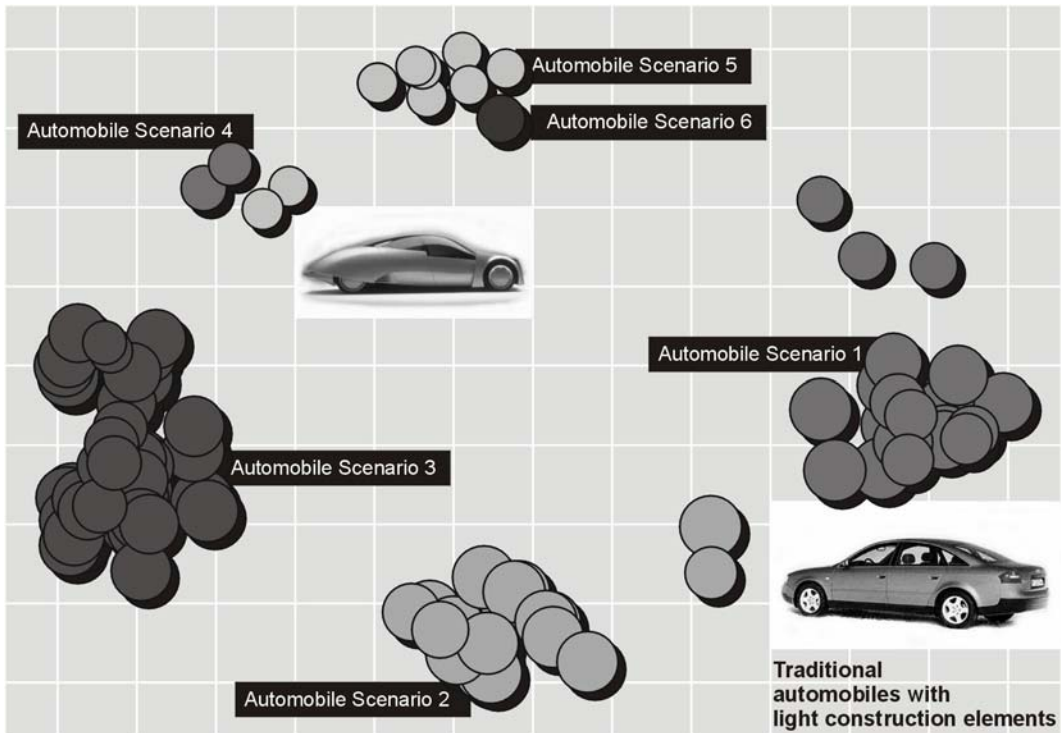 Automobile Scenario 5
Automobile Scenario 6
Automobile Scenario 4
Automobile Scenario 1
Automobile Scenario 3
Automobile Scenario 2
Traditional
automobiles with
light construction elements